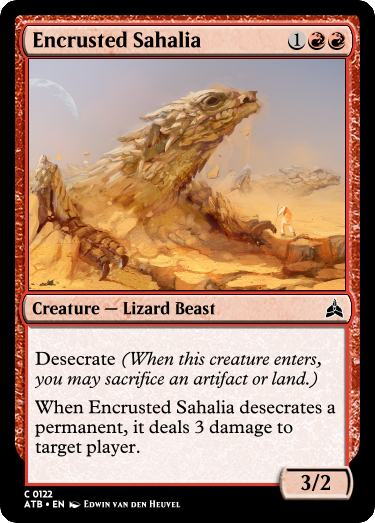 Encrusted Sahalia 1
Creature — Lizard Beast
Desecrate (When this creature enters,
you may sacrifice an artifact or land.)
When Encrusted Sahalia desecrates a
permanent, it deals 3 damage to
target player.
3/2
C 0122
ATB • EN Edwin van den Heuvel